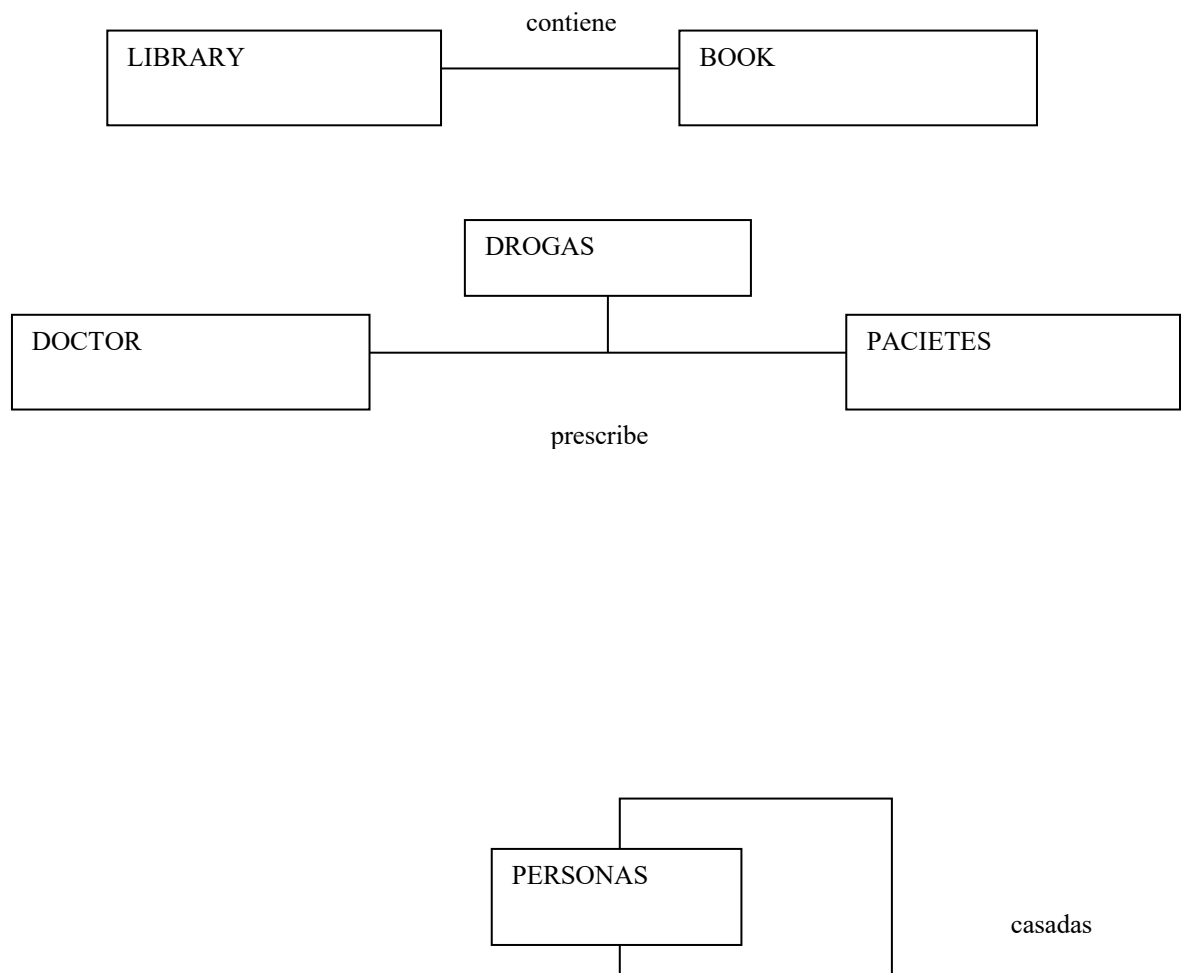 contiene
LIBRARY
BOOK
DROGAS
DOCTOR
PACIETES
prescribe
PERSONAS
casadas